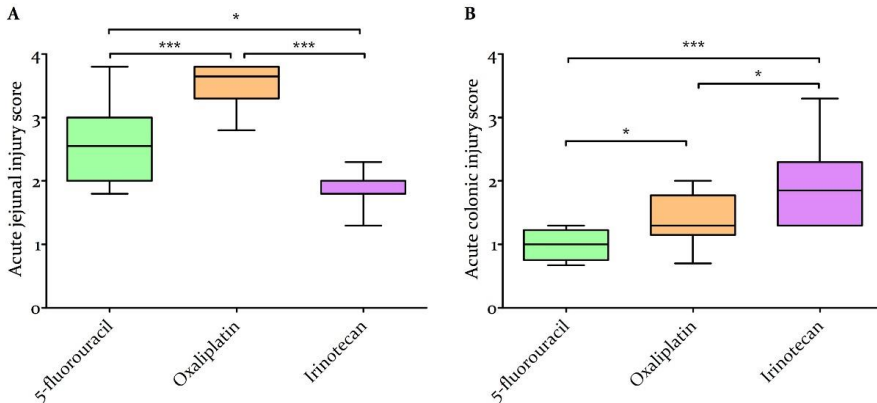 A
Acute jejunal injury score
4
3
2
1
0
*
***
***
5-fluorouracil
Oxaliplatin
Irinotecan
B
Acute colonic injury score
4
3
2
1
0
***
*
*
5-fluorouracil
Oxaliplatin
Irinotecan